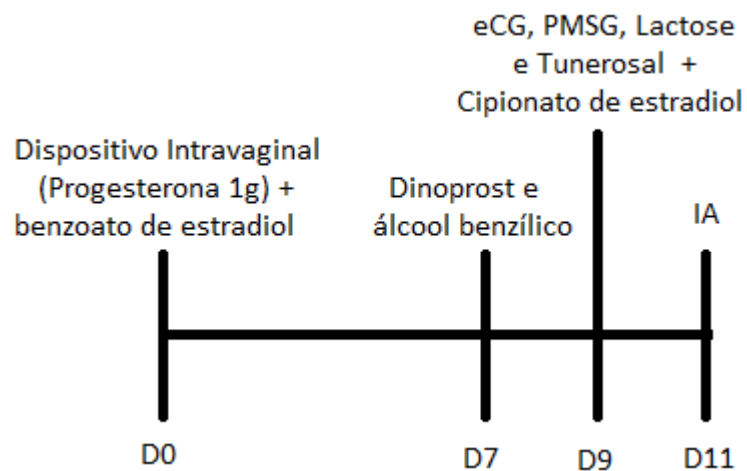 eCG, PMSG, Lactose
e Tunerosal +
Cipionato de estradiol
Dispositivo Intravaginal
(Progesterona 1g) +
benzoato de estradiol
Dinoprost e
álcool benzílico
IA
D0
D7
D9
D11